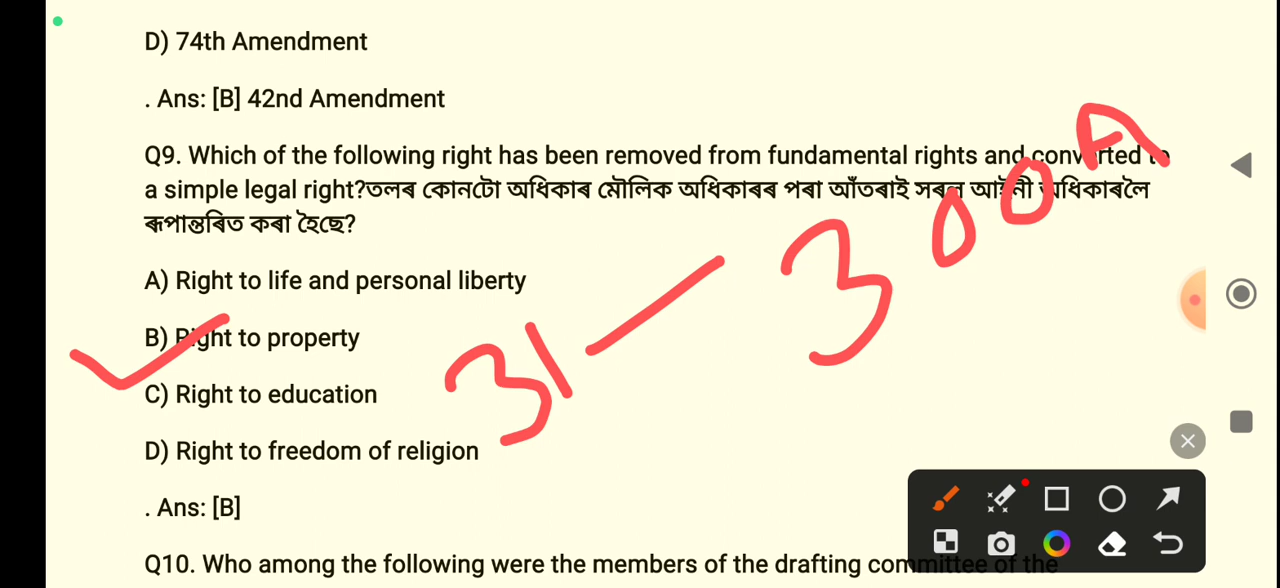 D) 74th Amendment
. Ans: [B] 42nd Amendment
Q9. Which of the following right has been removed from fundamental rights and converted to
a simple legal right?তলৰ কোনটো অধিকাৰ মৌলিক অধিকাৰৰ পৰা আঁতৰাই সৰল আইনী অধিকাৰলৈ
ৰূপান্তৰিত কৰা হৈছে?
A) Right to life and personal liberty
B) Right to property
C) Right to education
D) Right to freedom of religion
31 — 300A
. Ans: [B]
Q10. Who among the following were the members of the drafting committee of the